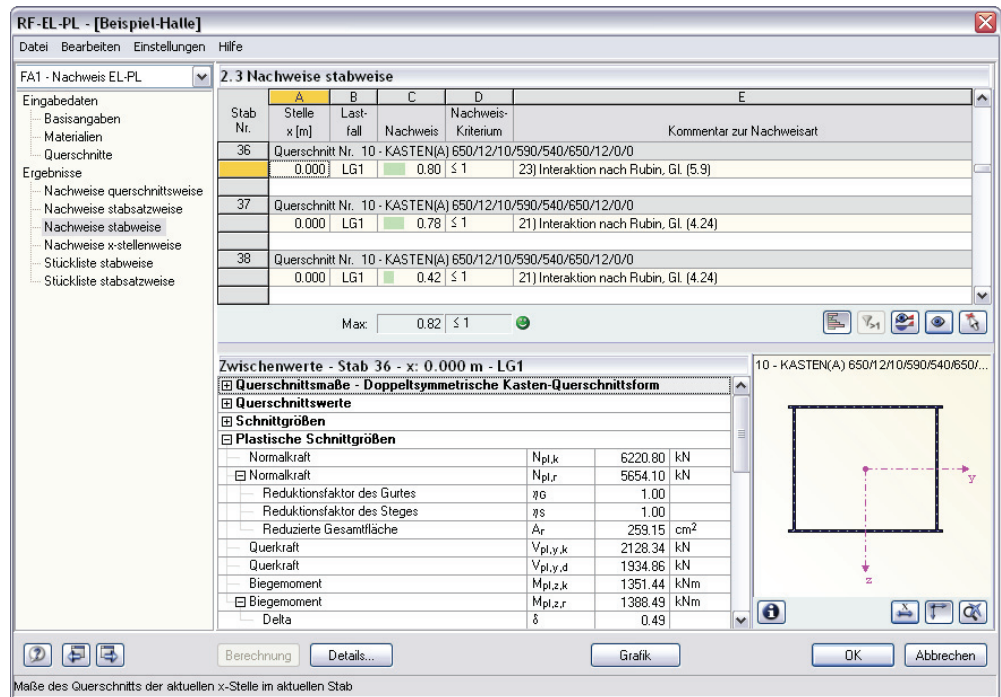 RF-EL-PL - [Beispiel-Halle]
Datei Bearbeiten Einstellungen Hilfe
FA1 - Nachweis EL-PL
Eingabedaten
Basisangaben
Materialien
Querschnitte
Ergebnisse
Nachweise querschnittsweise
Nachweise stabsatzweise
Nachweise stabweise
Nachweise x-stellenweise
Stückliste stabweise
Stückliste stabsatzweise
2.3 Nachweise stabweise
A B C D E
Stab Stelle Last- Nachweis-
Nr. x [m] fall Nachweis Kriterium Kommentar zur Nachweisart
36 Querschnitt Nr. 10 - KASTEN(A) 650/12/10/590/540/650/12/0/0
0.000 LG1 0.80 ≤ 1 23) Interaktion nach Rubin, Gl. (5.9)
37 Querschnitt Nr. 10 - KASTEN(A) 650/12/10/590/540/650/12/0/0
0.000 LG1 0.78 ≤ 1 21) Interaktion nach Rubin, Gl. (4.24)
38 Querschnitt Nr. 10 - KASTEN(A) 650/12/10/590/540/650/12/0/0
0.000 LG1 0.42 ≤ 1 21) Interaktion nach Rubin, Gl. (4.24)
Max: 0.82 ≤ 1
>1
Zwischenwerte - Stab 36 - x: 0.000 m - LG1
Querschnittsmaße - Doppeltsymmetrische Kasten-Querschnittsform
Querschnittswerte
Schnittgrößen
Plastische Schnittgrößen
Normalkraft Npl,k 6220.80 kN
Normalkraft Npl,r 5654.10 kN
Reduktionsfaktor des Gurtes ηG 1.00
Reduktionsfaktor des Steges ηS 1.00
Reduzierte Gesamtfläche Ar 259.15 cm²
Querkraft Vpl,y,k 2128.34 kN
Querkraft Vpl,y,d 1934.86 kN
Biegemoment Mpl,z,k 1351.44 kNm
Biegemoment Mpl,z,r 1388.49 kNm
Delta δ 0.49
10 - KASTEN(A) 650/12/10/590/540/650/...
y
z
Berechnung Details... Grafik OK Abbrechen
Maße des Querschnitts der aktuellen x-Stelle im aktuellen Stab